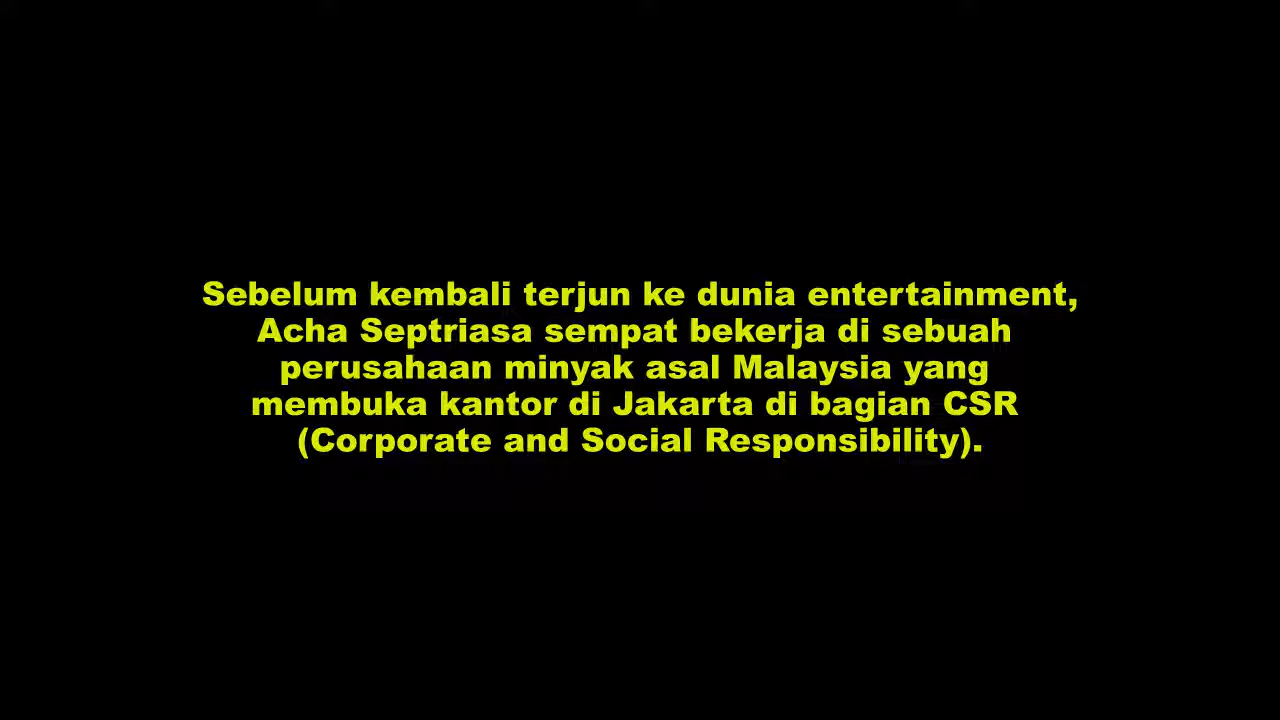 Sebelum kembali terjun ke dunia entertainment,
Acha Septriasa sempat bekerja di sebuah
perusahaan minyak asal Malaysia yang
membuka kantor di Jakarta di bagian CSR
(Corporate and Social Responsibility).